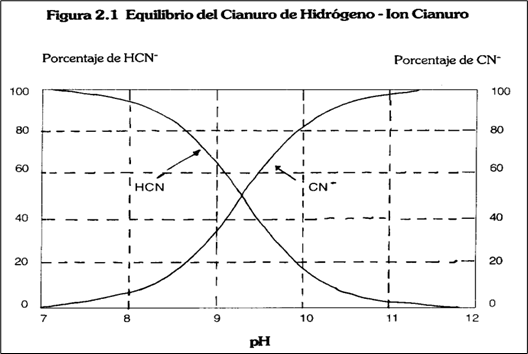 Figura 2.1 Equilibrio del Cianuro de Hidrógeno - Ion Cianuro
Porcentaje de HCN⁻ Porcentaje de CN⁻
100 100
80 80
60 60
HCN CN⁻
40 40
20 20
0 0
7 8 9 10 11 12
pH